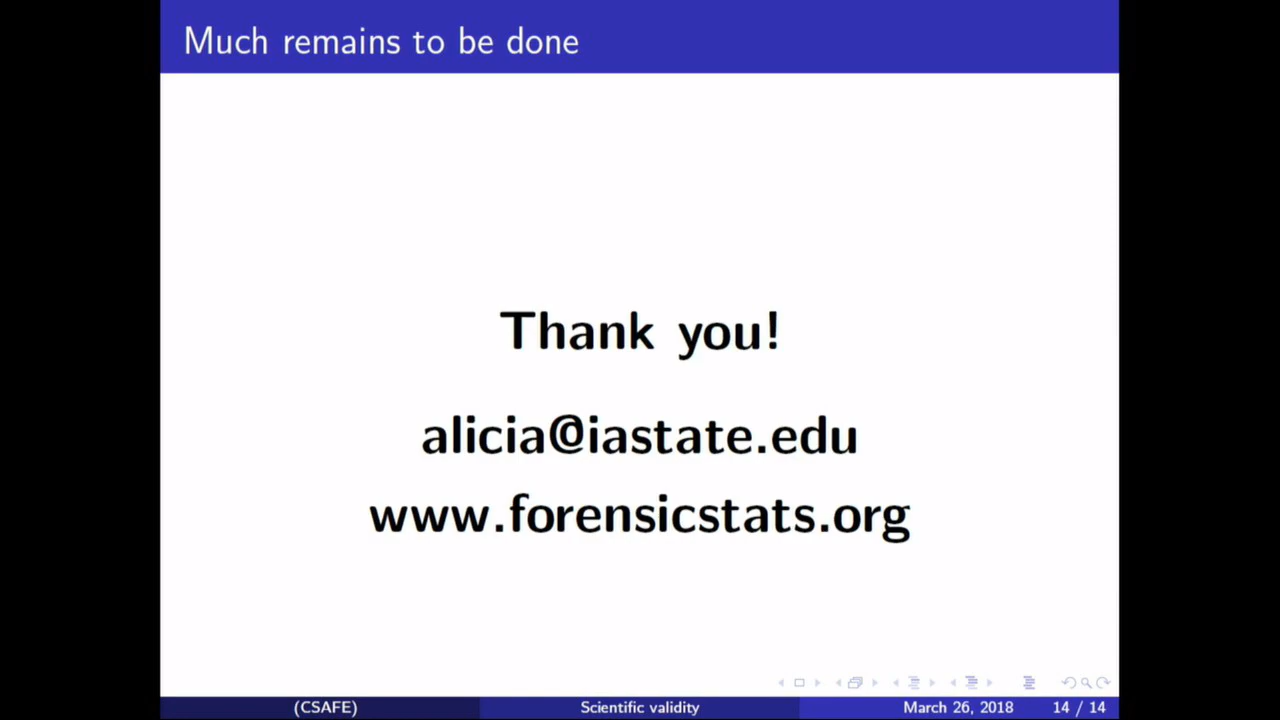 Much remains to be done
Thank you!
alicia@iastate.edu
www.forensicstats.org
(CSAFE) Scientific validity March 26, 2018 14 / 14